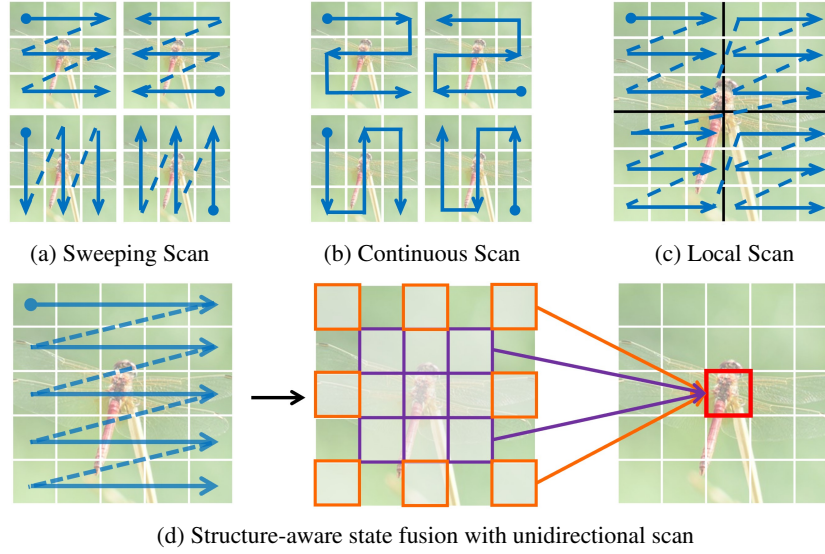 (a) Sweeping Scan
(b) Continuous Scan
(c) Local Scan
(d) Structure-aware state fusion with unidirectional scan